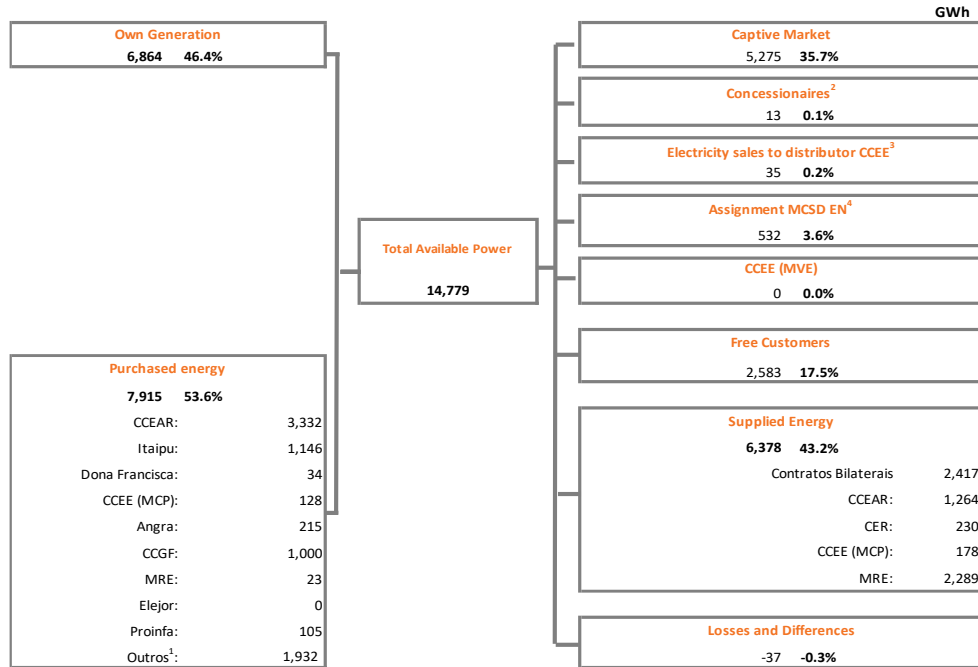 GWh
Own Generation
6,864 46.4%
Purchased energy
7,915 53.6%
CCEAR: 3,332
Itaipu: 1,146
Dona Francisca: 34
CCEE (MCP): 128
Angra: 215
CCGF: 1,000
MRE: 23
Elejor: 0
Proinfa: 105
Outros¹: 1,932
Total Available Power
14,779
Captive Market
5,275 35.7%
Concessionaires²
13 0.1%
Electricity sales to distributor CCEE³
35 0.2%
Assignment MCSD EN⁴
532 3.6%
CCEE (MVE)
0 0.0%
Free Customers
2,583 17.5%
Supplied Energy
6,378 43.2%
Contratos Bilaterais 2,417
CCEAR: 1,264
CER: 230
CCEE (MCP): 178
MRE: 2,289
Losses and Differences
-37 -0.3%